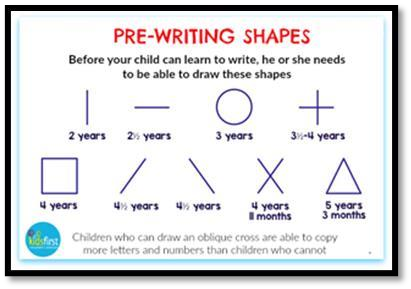 PRE-WRITING SHAPES
Before your child can learn to write, he or she needs
to be able to draw these shapes
2 years
2½ years
3 years
3½-4 years
4 years
4½ years
4½ years
4 years
11 months
5 years
3 months
kidsfirst
Children who can draw an oblique cross are able to copy
more letters and numbers than children who cannot